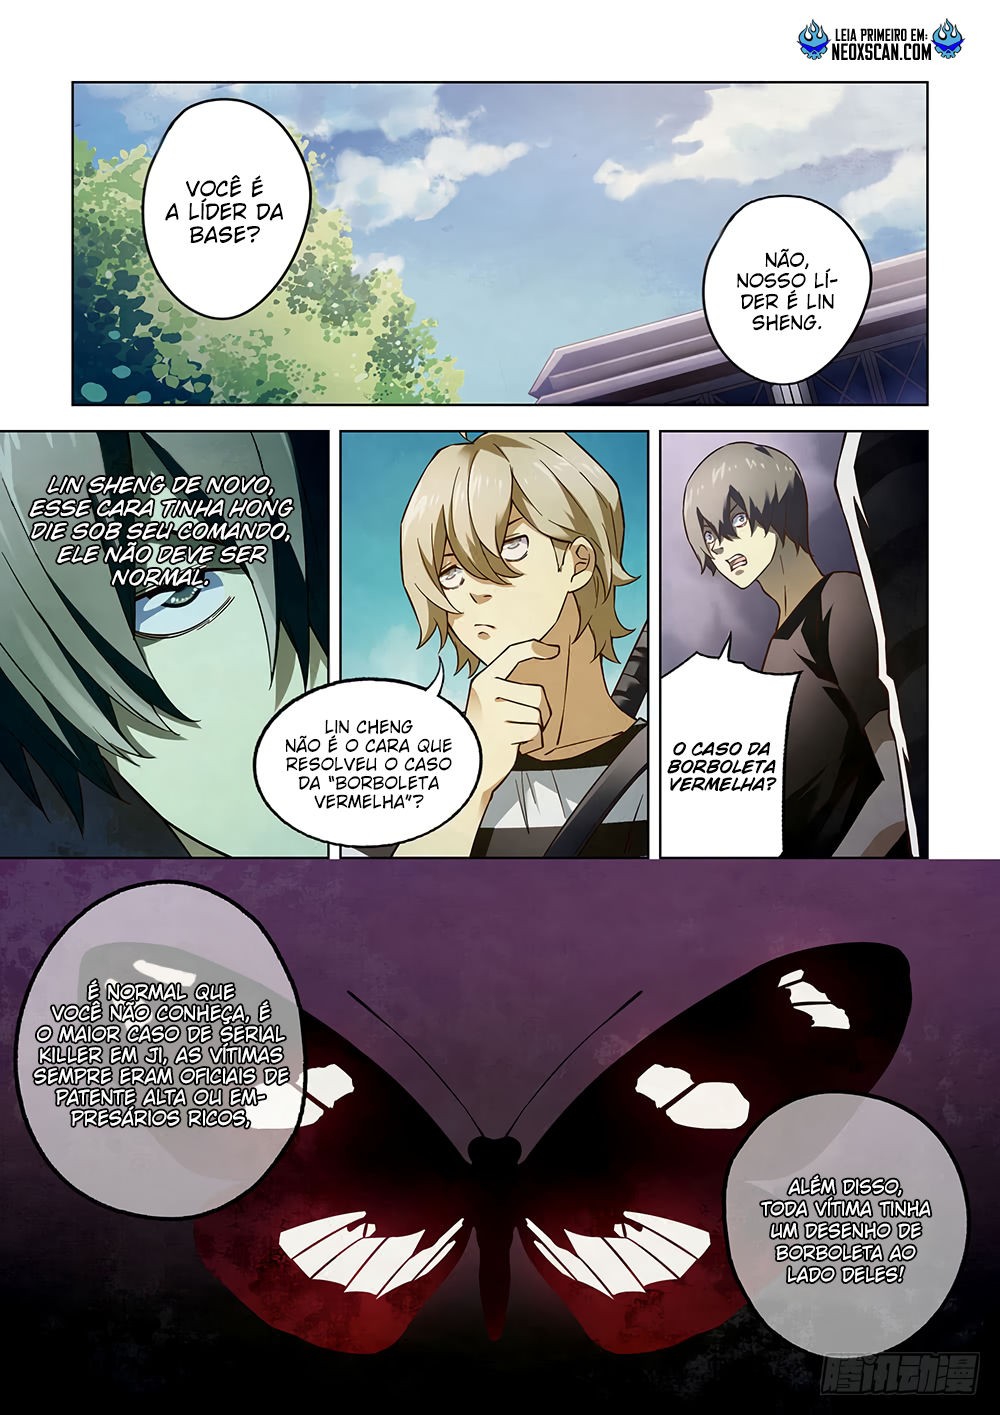 LEIA PRIMEIRO EM:
NEOXSCAN.COM
VOCÊ É
A LÍDER DA
BASE?
NÃO,
NOSSO LÍ-
DER É LIN
SHENG.
LIN SHENG DE NOVO,
ESSE CARA TINHA HONG
DIE SOB SEU COMANDO,
ELE NÃO DEVE SER
NORMAL.
LIN CHENG
NÃO É O CARA QUE
RESOLVEU O CASO
DA "BORBOLETA
VERMELHA"?
O CASO DA
BORBOLETA
VERMELHA?
É NORMAL QUE
VOCÊ NÃO CONHEÇA, É
O MAIOR CASO DE SERIAL
KILLER EM JI, AS VÍTIMAS
SEMPRE ERAM OFICIAIS DE
PATENTE ALTA OU EM-
PRESÁRIOS RICOS,
ALÉM DISSO,
TODA VÍTIMA TINHA
UM DESENHO DE
BORBOLETA AO
LADO DELES!
腾讯动漫